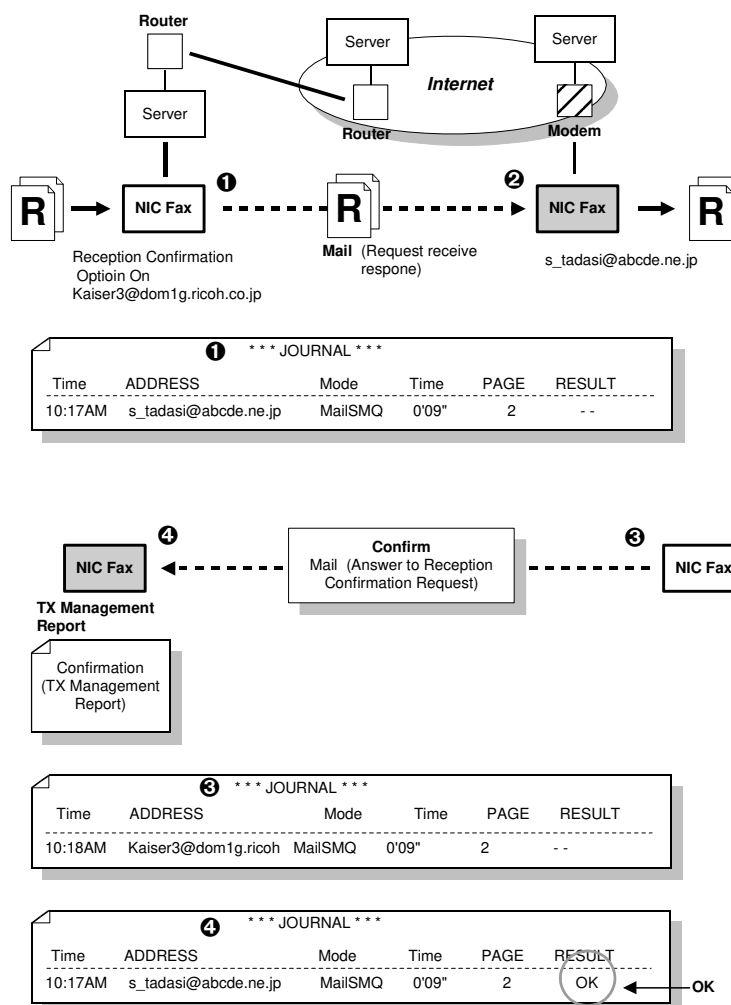 Router
Server
Server
Server
Internet
Router
Modem
R
NIC Fax
❶
R
❷
NIC Fax
R
Reception Confirmation
Optioin On
Kaiser3@dom1g.ricoh.co.jp
Mail (Request receive
respone)
s_tadasi@abcde.ne.jp
❶ * * * JOURNAL * * *
Time ADDRESS Mode Time PAGE RESULT
10:17AM s_tadasi@abcde.ne.jp MailSMQ 0'09" 2 - -
❹
NIC Fax
Confirm
Mail (Answer to Reception
Confirmation Request)
❸
NIC Fax
TX Management
Report
Confirmation
(TX Management
Report)
❸ * * * JOURNAL * * *
Time ADDRESS Mode Time PAGE RESULT
10:18AM Kaiser3@dom1g.ricoh MailSMQ 0'09" 2 - -
❹ * * * JOURNAL * * *
Time ADDRESS Mode Time PAGE RESULT
10:17AM s_tadasi@abcde.ne.jp MailSMQ 0'09" 2 OK
OK